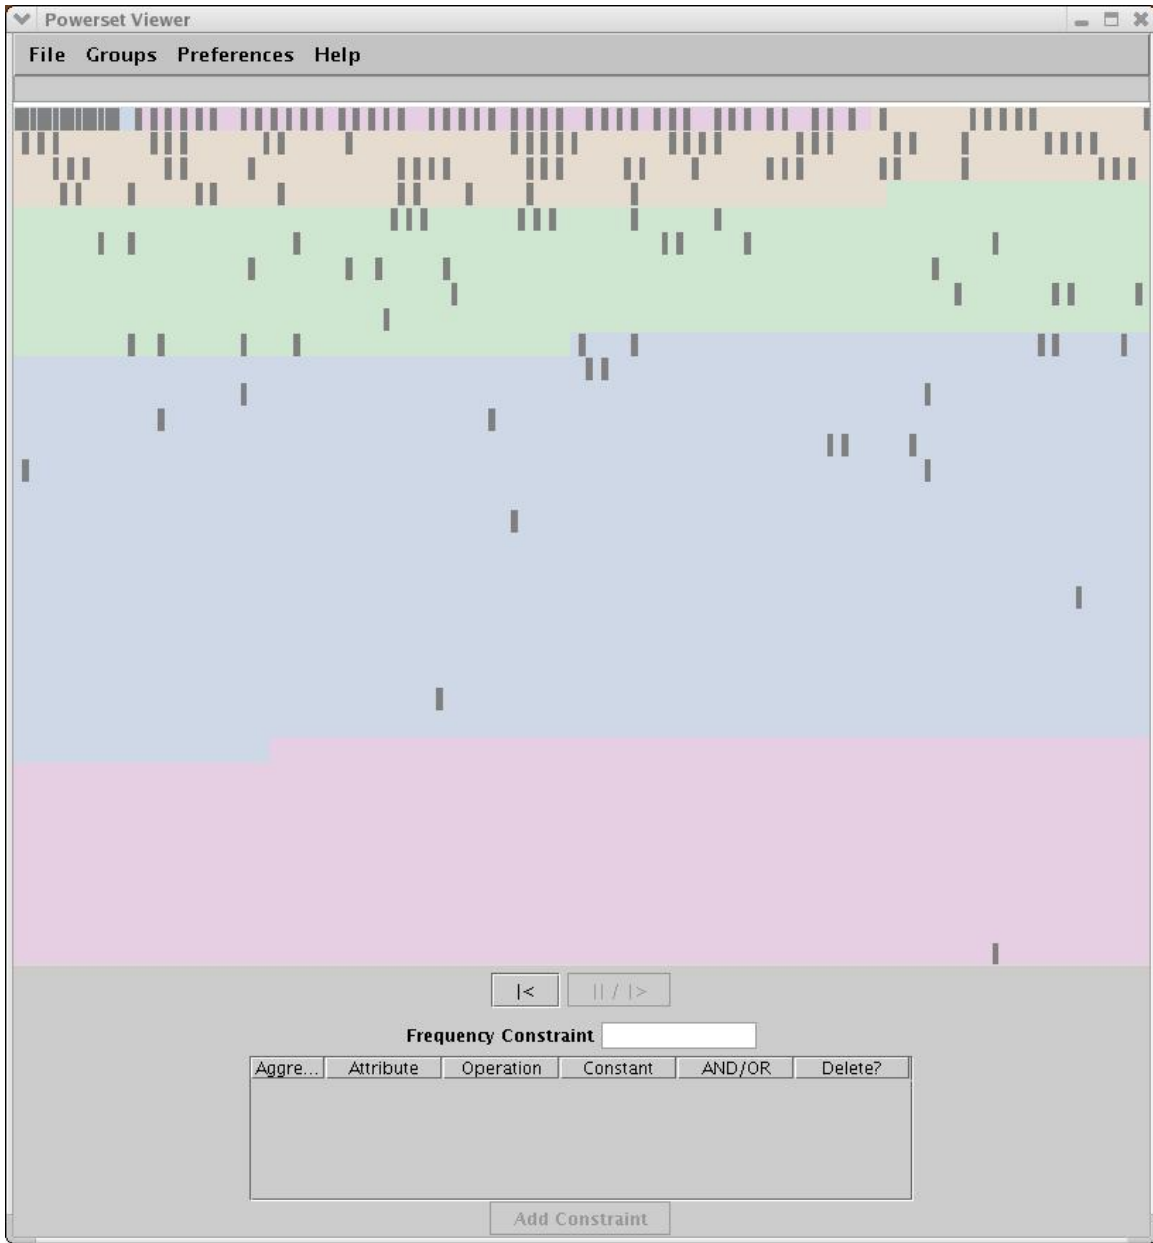 Powerset Viewer
File Groups Preferences Help
|< || / |>
Frequency Constraint
Aggre... Attribute Operation Constant AND/OR Delete?
Add Constraint